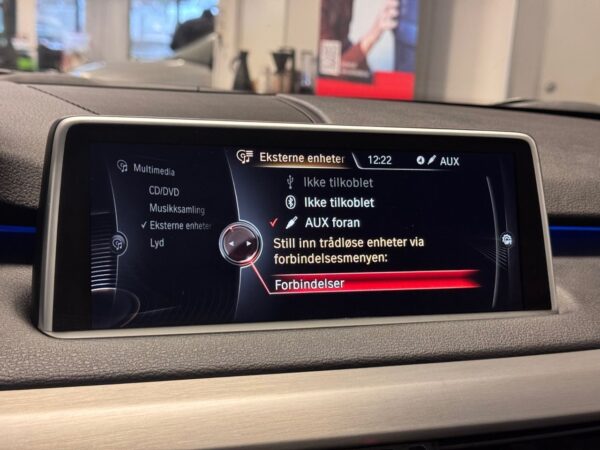 Multimedia
CD/DVD
Musikksamling
Eksterne enheter
Lyd
Eksterne enheter
12:22
AUX
Ikke tilkoblet
Ikke tilkoblet
AUX foran
Still inn trådløse enheter via
forbindelsesmenyen:
Forbindelser